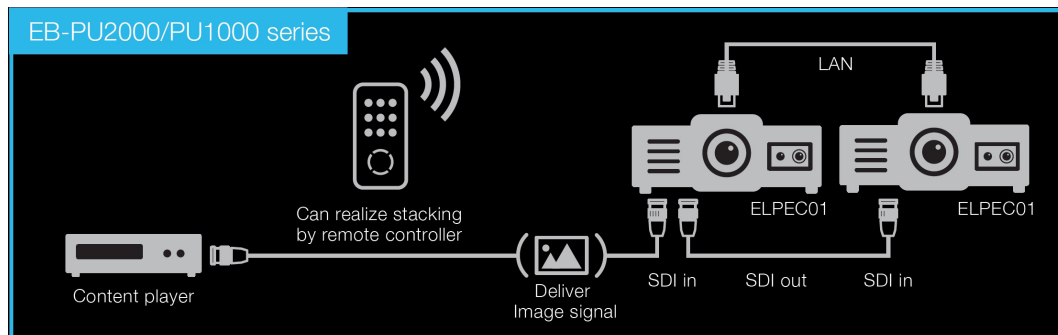 EB-PU2000/PU1000 series
LAN
ELPEC01
ELPEC01
Can realize stacking
by remote controller
Content player
Deliver
Image signal
SDI in
SDI out
SDI in